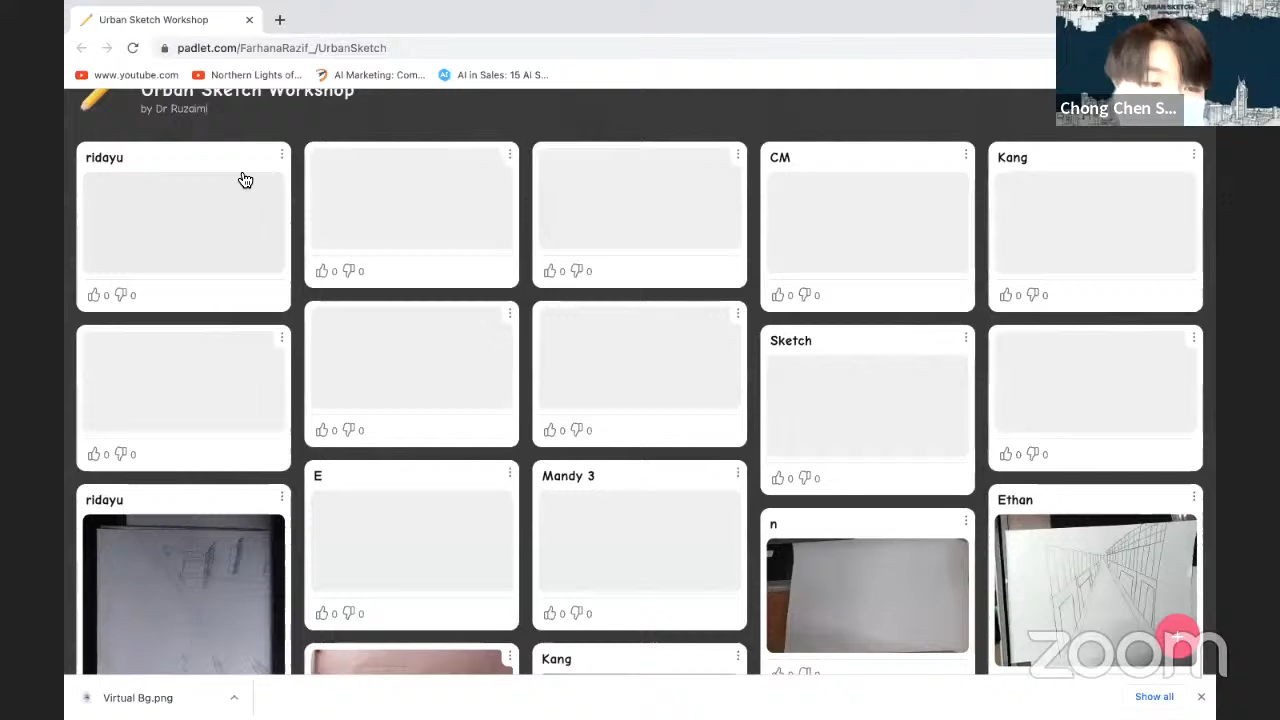 Urban Sketch Workshop
padlet.com/FarhanaRazif_/UrbanSketch
www.youtube.com
Northern Lights of...
AI Marketing: Com...
AI in Sales: 15 AI S...
URBAN SKETCH
Chong Chen S...
Urban Sketch Workshop
by Dr Ruzaimi
ridayu
CM
Kang
0 0
0 0
0 0
0 0
0 0
Sketch
0 0
0 0
0 0
0 0
0 0
E
Mandy 3
ridayu
n
Ethan
0 0
0 0
Kang
zoom
Virtual Bg.png
Show all